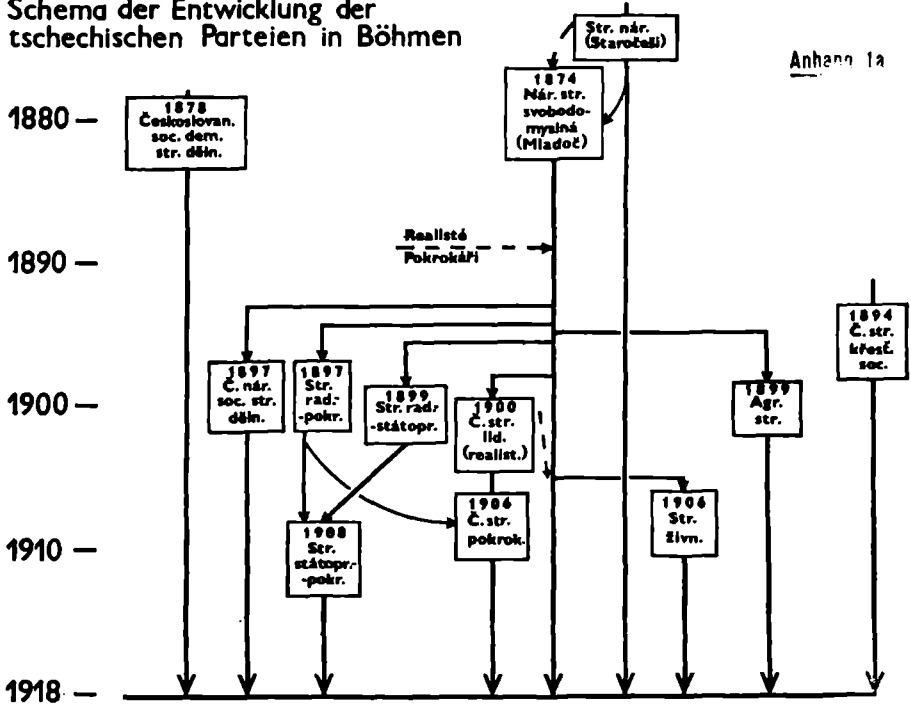 Schema der Entwicklung der
tschechischen Parteien in Böhmen
Anhang 1a
Str. nár.
(Staročeši)
1874
Nár. str.
svobodo-
myslná
(Mladoč)
1880 —
1878
Českoslovan.
soc. dem.
str. děln.
Realisté
Pokrokáři
1890 —
1894
Č. str.
křesť.
soc.
1897
Č. nár.
soc. str.
děln.
1897
Str.
rad.-
-pokr.
1899
Str. rad.-
státopr.
1900
Č. str.
lid.
(realist.)
1899
Agr.
str.
1900 —
1906
Č. str.
pokrok.
1906
Str.
živn.
1908
Str.
státopr.-
-pokr.
1910 —
1918 —